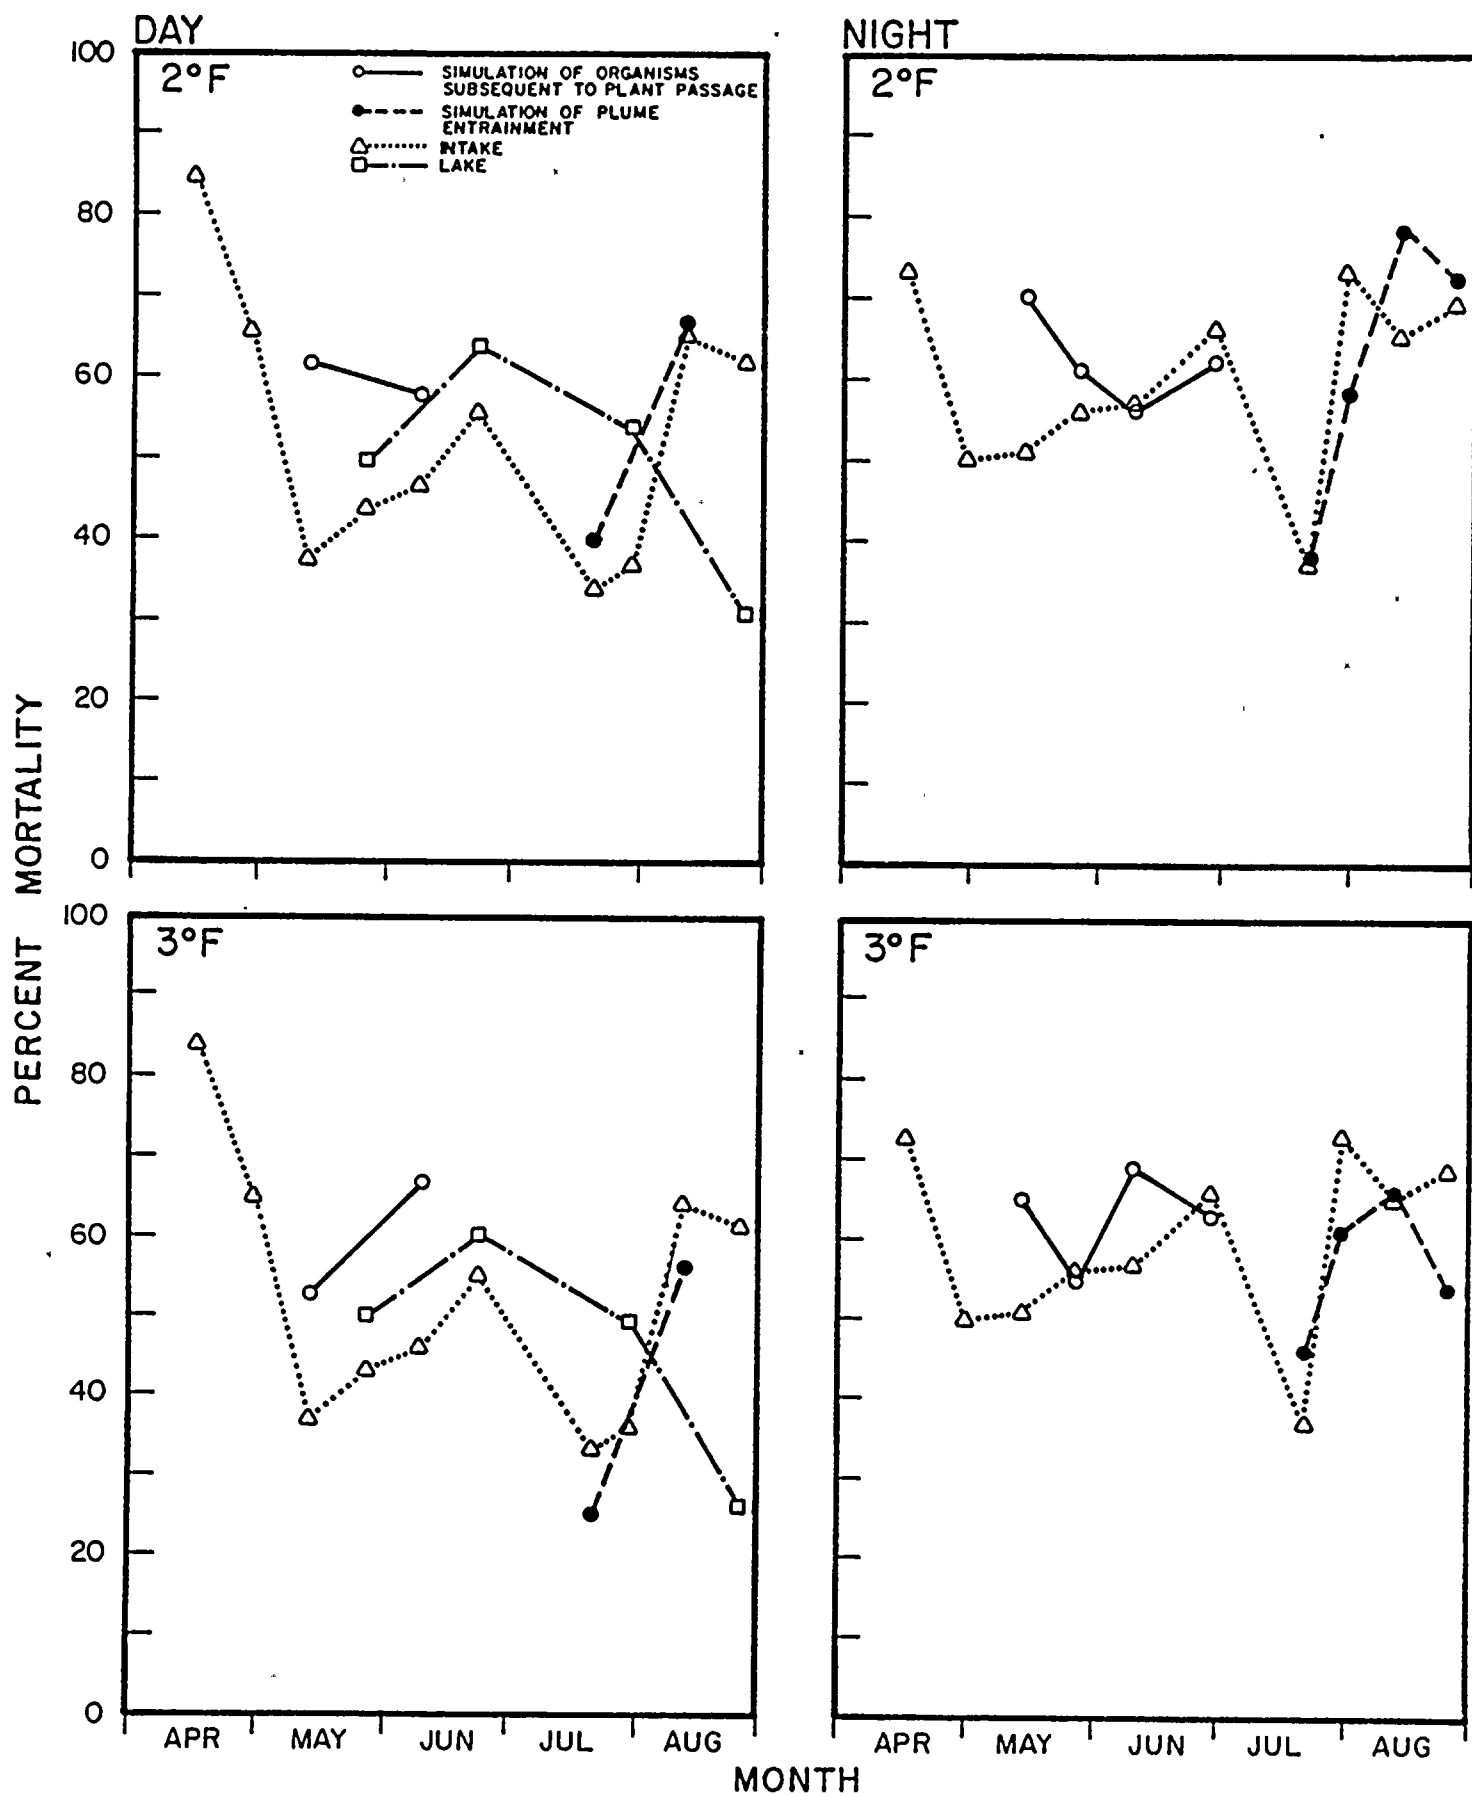 DAY
100
2°F
SIMULATION OF ORGANISMS
SUBSEQUENT TO PLANT PASSAGE
SIMULATION OF PLUME
ENTRAINMENT
INTAKE
LAKE
80
60
40
20
0
NIGHT
2°F
PERCENT MORTALITY
100
3°F
80
60
40
20
0
APR MAY JUN JUL AUG
3°F
APR MAY JUN JUL AUG
MONTH